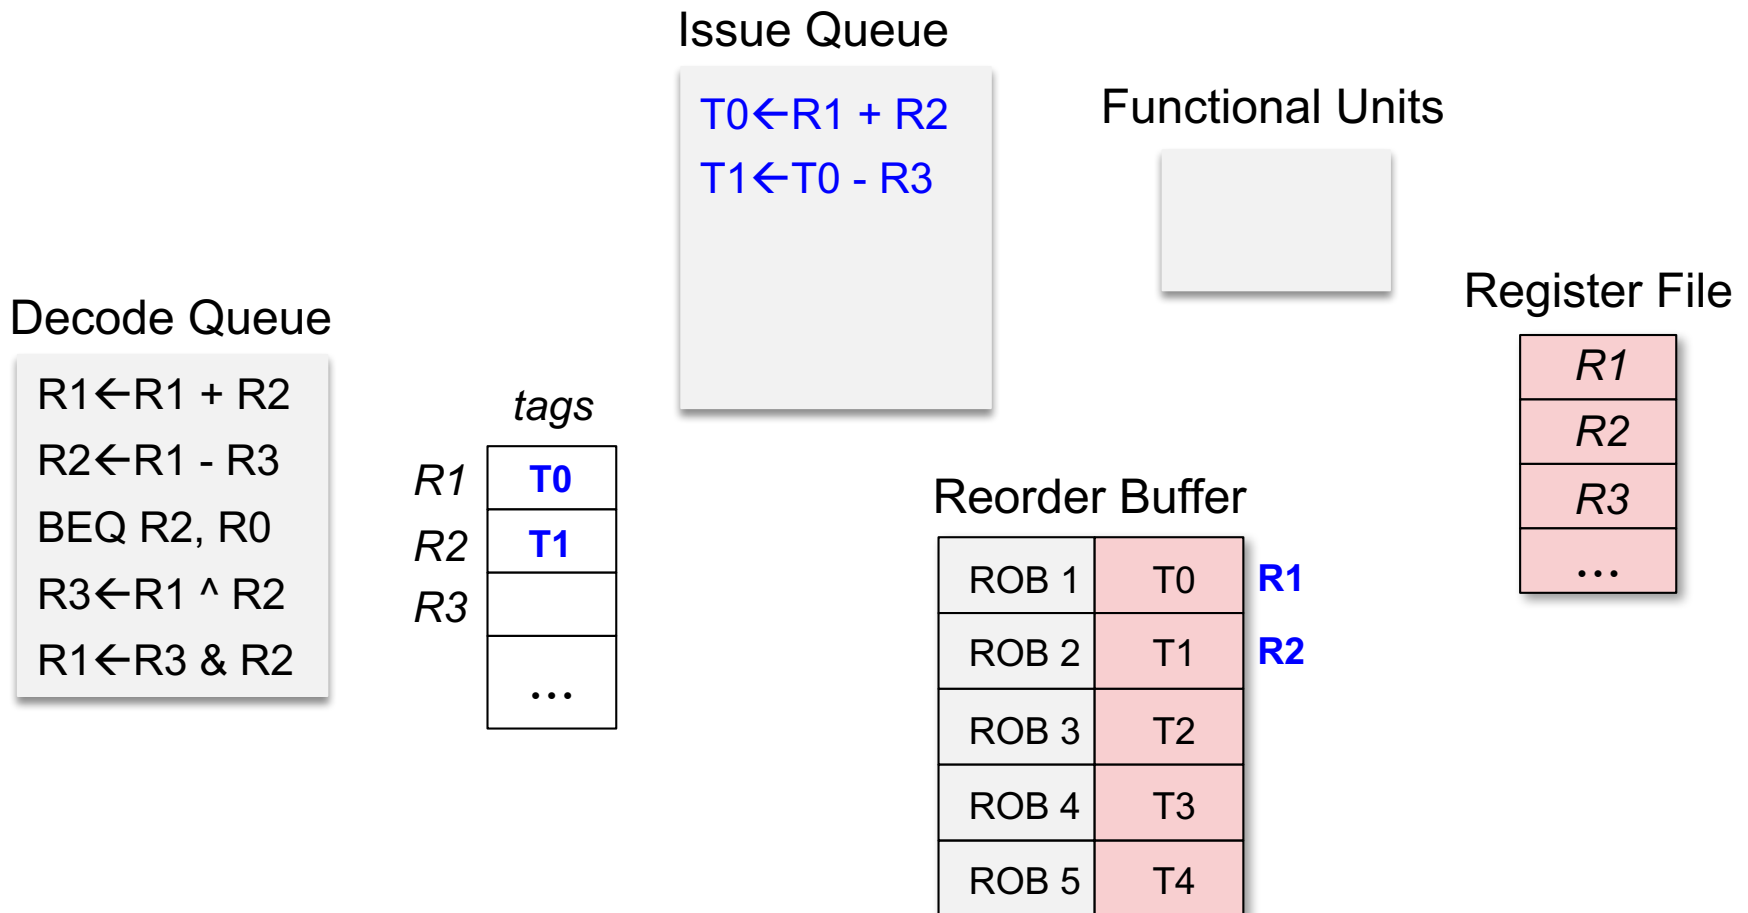 Issue Queue
T0←R1 + R2
T1←T0 - R3
Functional Units
Register File
R1
R2
R3
...
Decode Queue
R1←R1 + R2
R2←R1 - R3
BEQ R2, R0
R3←R1 ^ R2
R1←R3 & R2
tags
R1 T0
R2 T1
R3
...
Reorder Buffer
ROB 1 T0 R1
ROB 2 T1 R2
ROB 3 T2
ROB 4 T3
ROB 5 T4